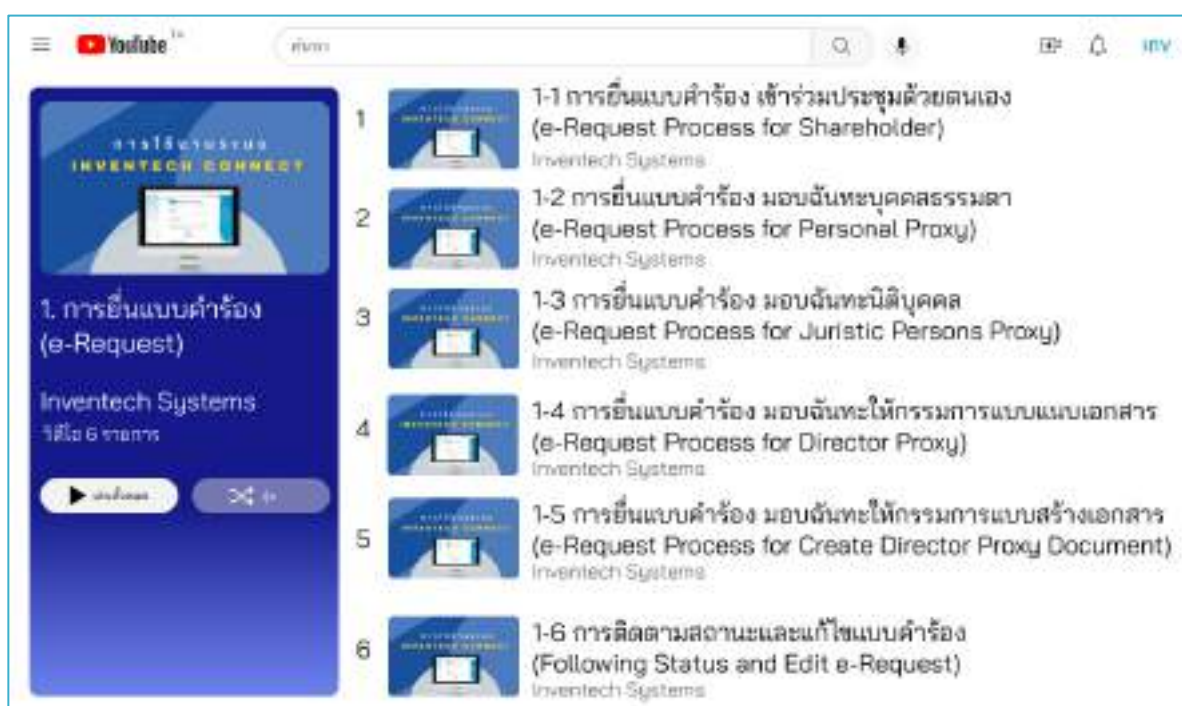 YouTube TH
ค้นหา
INV
การใช้งานระบบ
INVENTECH CONNECT
1. การยื่นแบบคำร้อง
(e-Request)
Inventech Systems
วิดีโอ 6 รายการ
เล่นทั้งหมด
สุ่ม
1
1-1 การยื่นแบบคำร้อง เข้าร่วมประชุมด้วยตนเอง
(e-Request Process for Shareholder)
Inventech Systems
2
1-2 การยื่นแบบคำร้อง มอบฉันทะบุคคลธรรมดา
(e-Request Process for Personal Proxy)
Inventech Systems
3
1-3 การยื่นแบบคำร้อง มอบฉันทะนิติบุคคล
(e-Request Process for Juristic Persons Proxy)
Inventech Systems
4
1-4 การยื่นแบบคำร้อง มอบฉันทะให้กรรมการแบบแนบเอกสาร
(e-Request Process for Director Proxy)
Inventech Systems
5
1-5 การยื่นแบบคำร้อง มอบฉันทะให้กรรมการแบบสร้างเอกสาร
(e-Request Process for Create Director Proxy Document)
Inventech Systems
6
1-6 การติดตามสถานะและแก้ไขแบบคำร้อง
(Following Status and Edit e-Request)
Inventech Systems